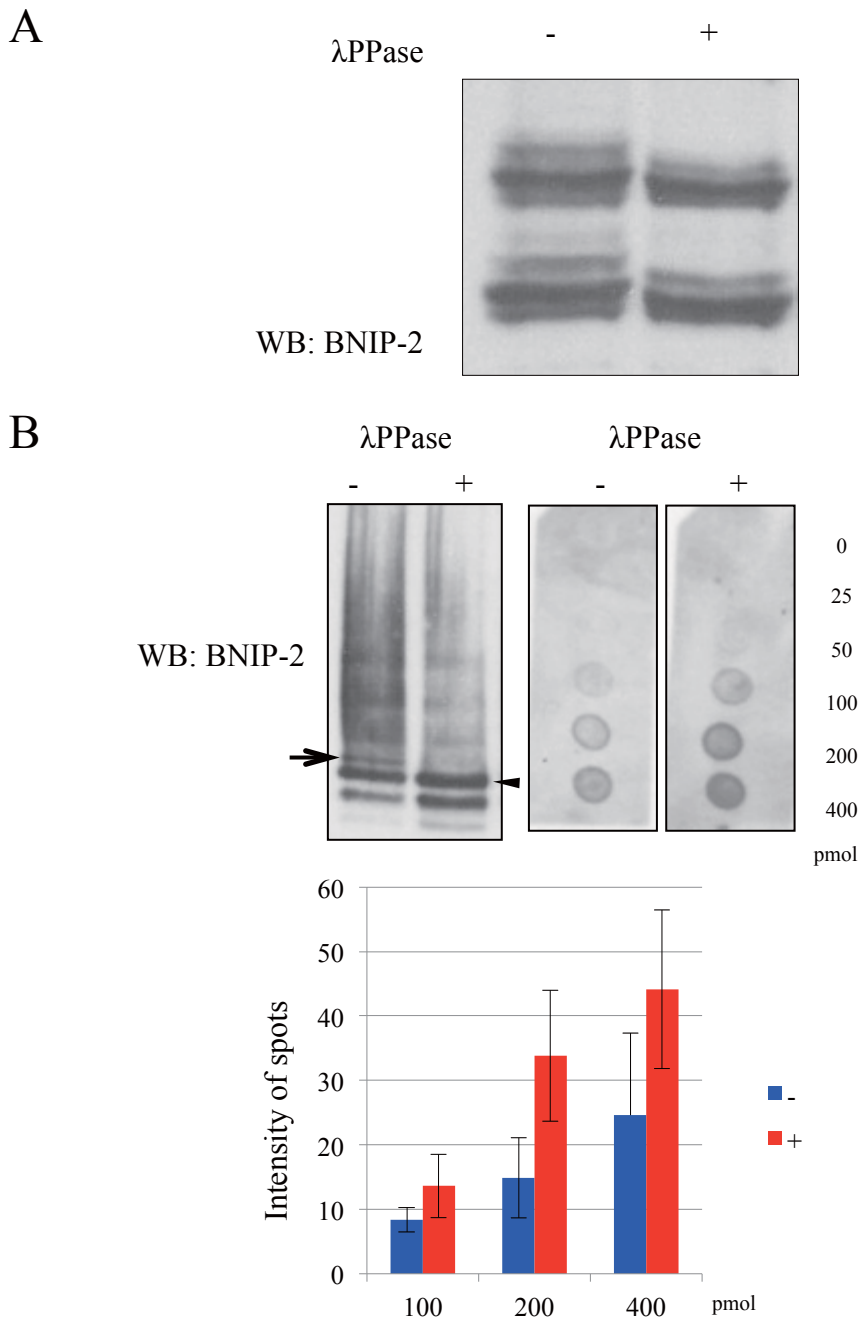 A
λPPase - +
WB: BNIP-2
B
λPPase λPPase
- + - +
0
25
50
100
200
400
pmol
WB: BNIP-2
60
50
40
30
20
10
0
Intensity of spots
100 200 400 pmol
-
+